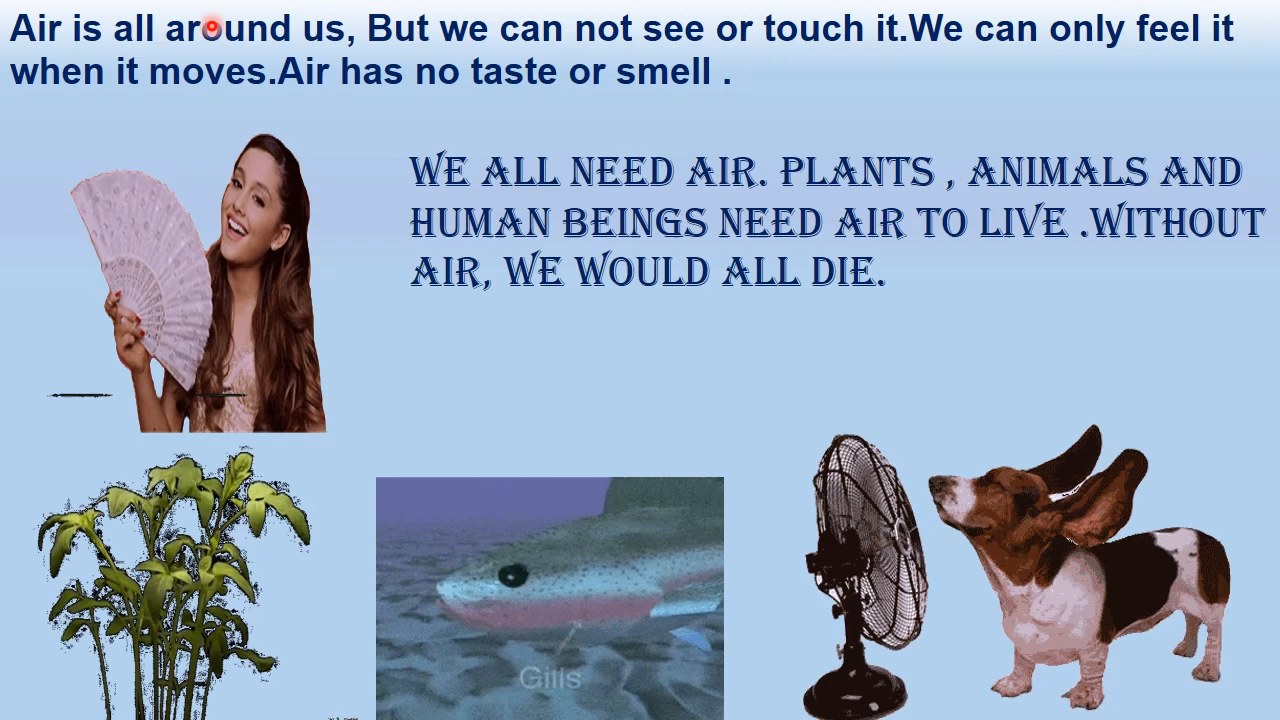 Air is all around us, But we can not see or touch it.We can only feel it
when it moves.Air has no taste or smell .
WE ALL NEED AIR. PLANTS , ANIMALS AND
HUMAN BEINGS NEED AIR TO LIVE .WITHOUT
AIR, WE WOULD ALL DIE.
Gills